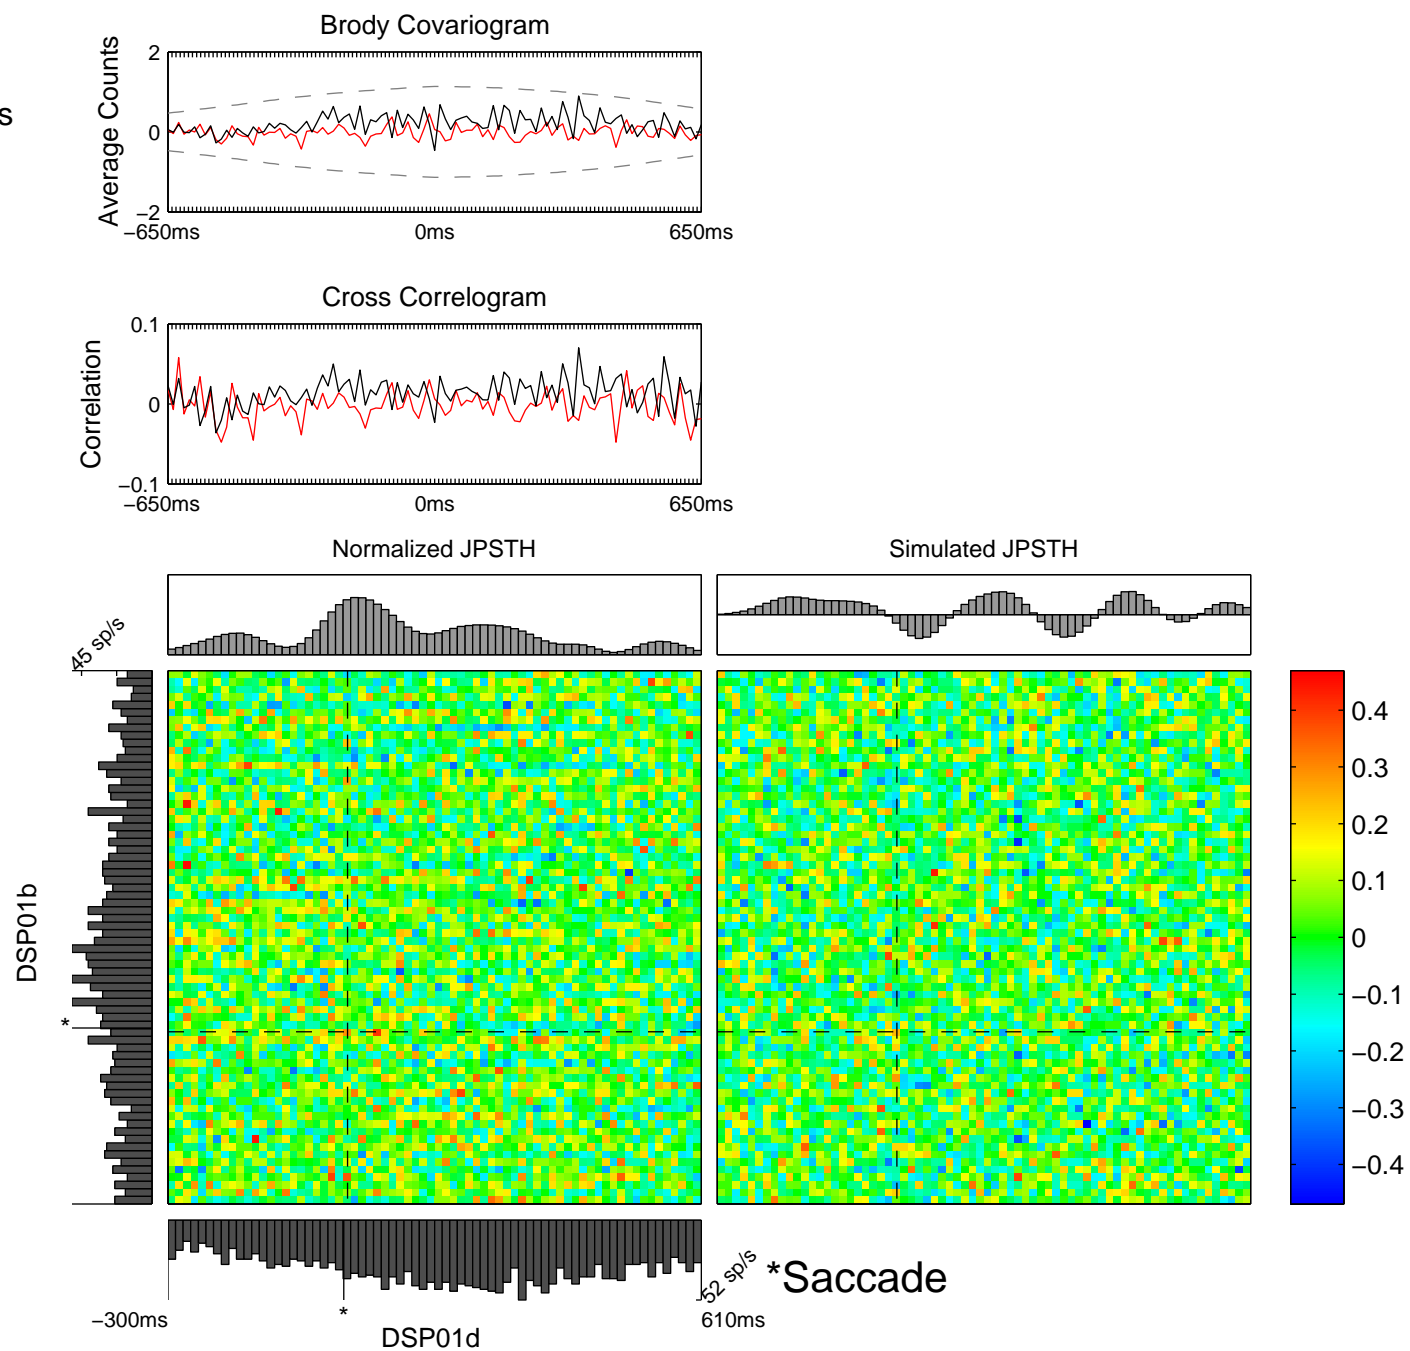 Brody Covariogram
s
Average Counts
2
0
−2
−650ms 0ms 650ms
Cross Correlogram
Correlation
0.1
0
−0.1
−650ms 0ms 650ms
Normalized JPSTH
Simulated JPSTH
45 sp/s
DSP01b
*
0.4
0.3
0.2
0.1
0
−0.1
−0.2
−0.3
−0.4
52 sp/s
*Saccade
*
−300ms
610ms
DSP01d